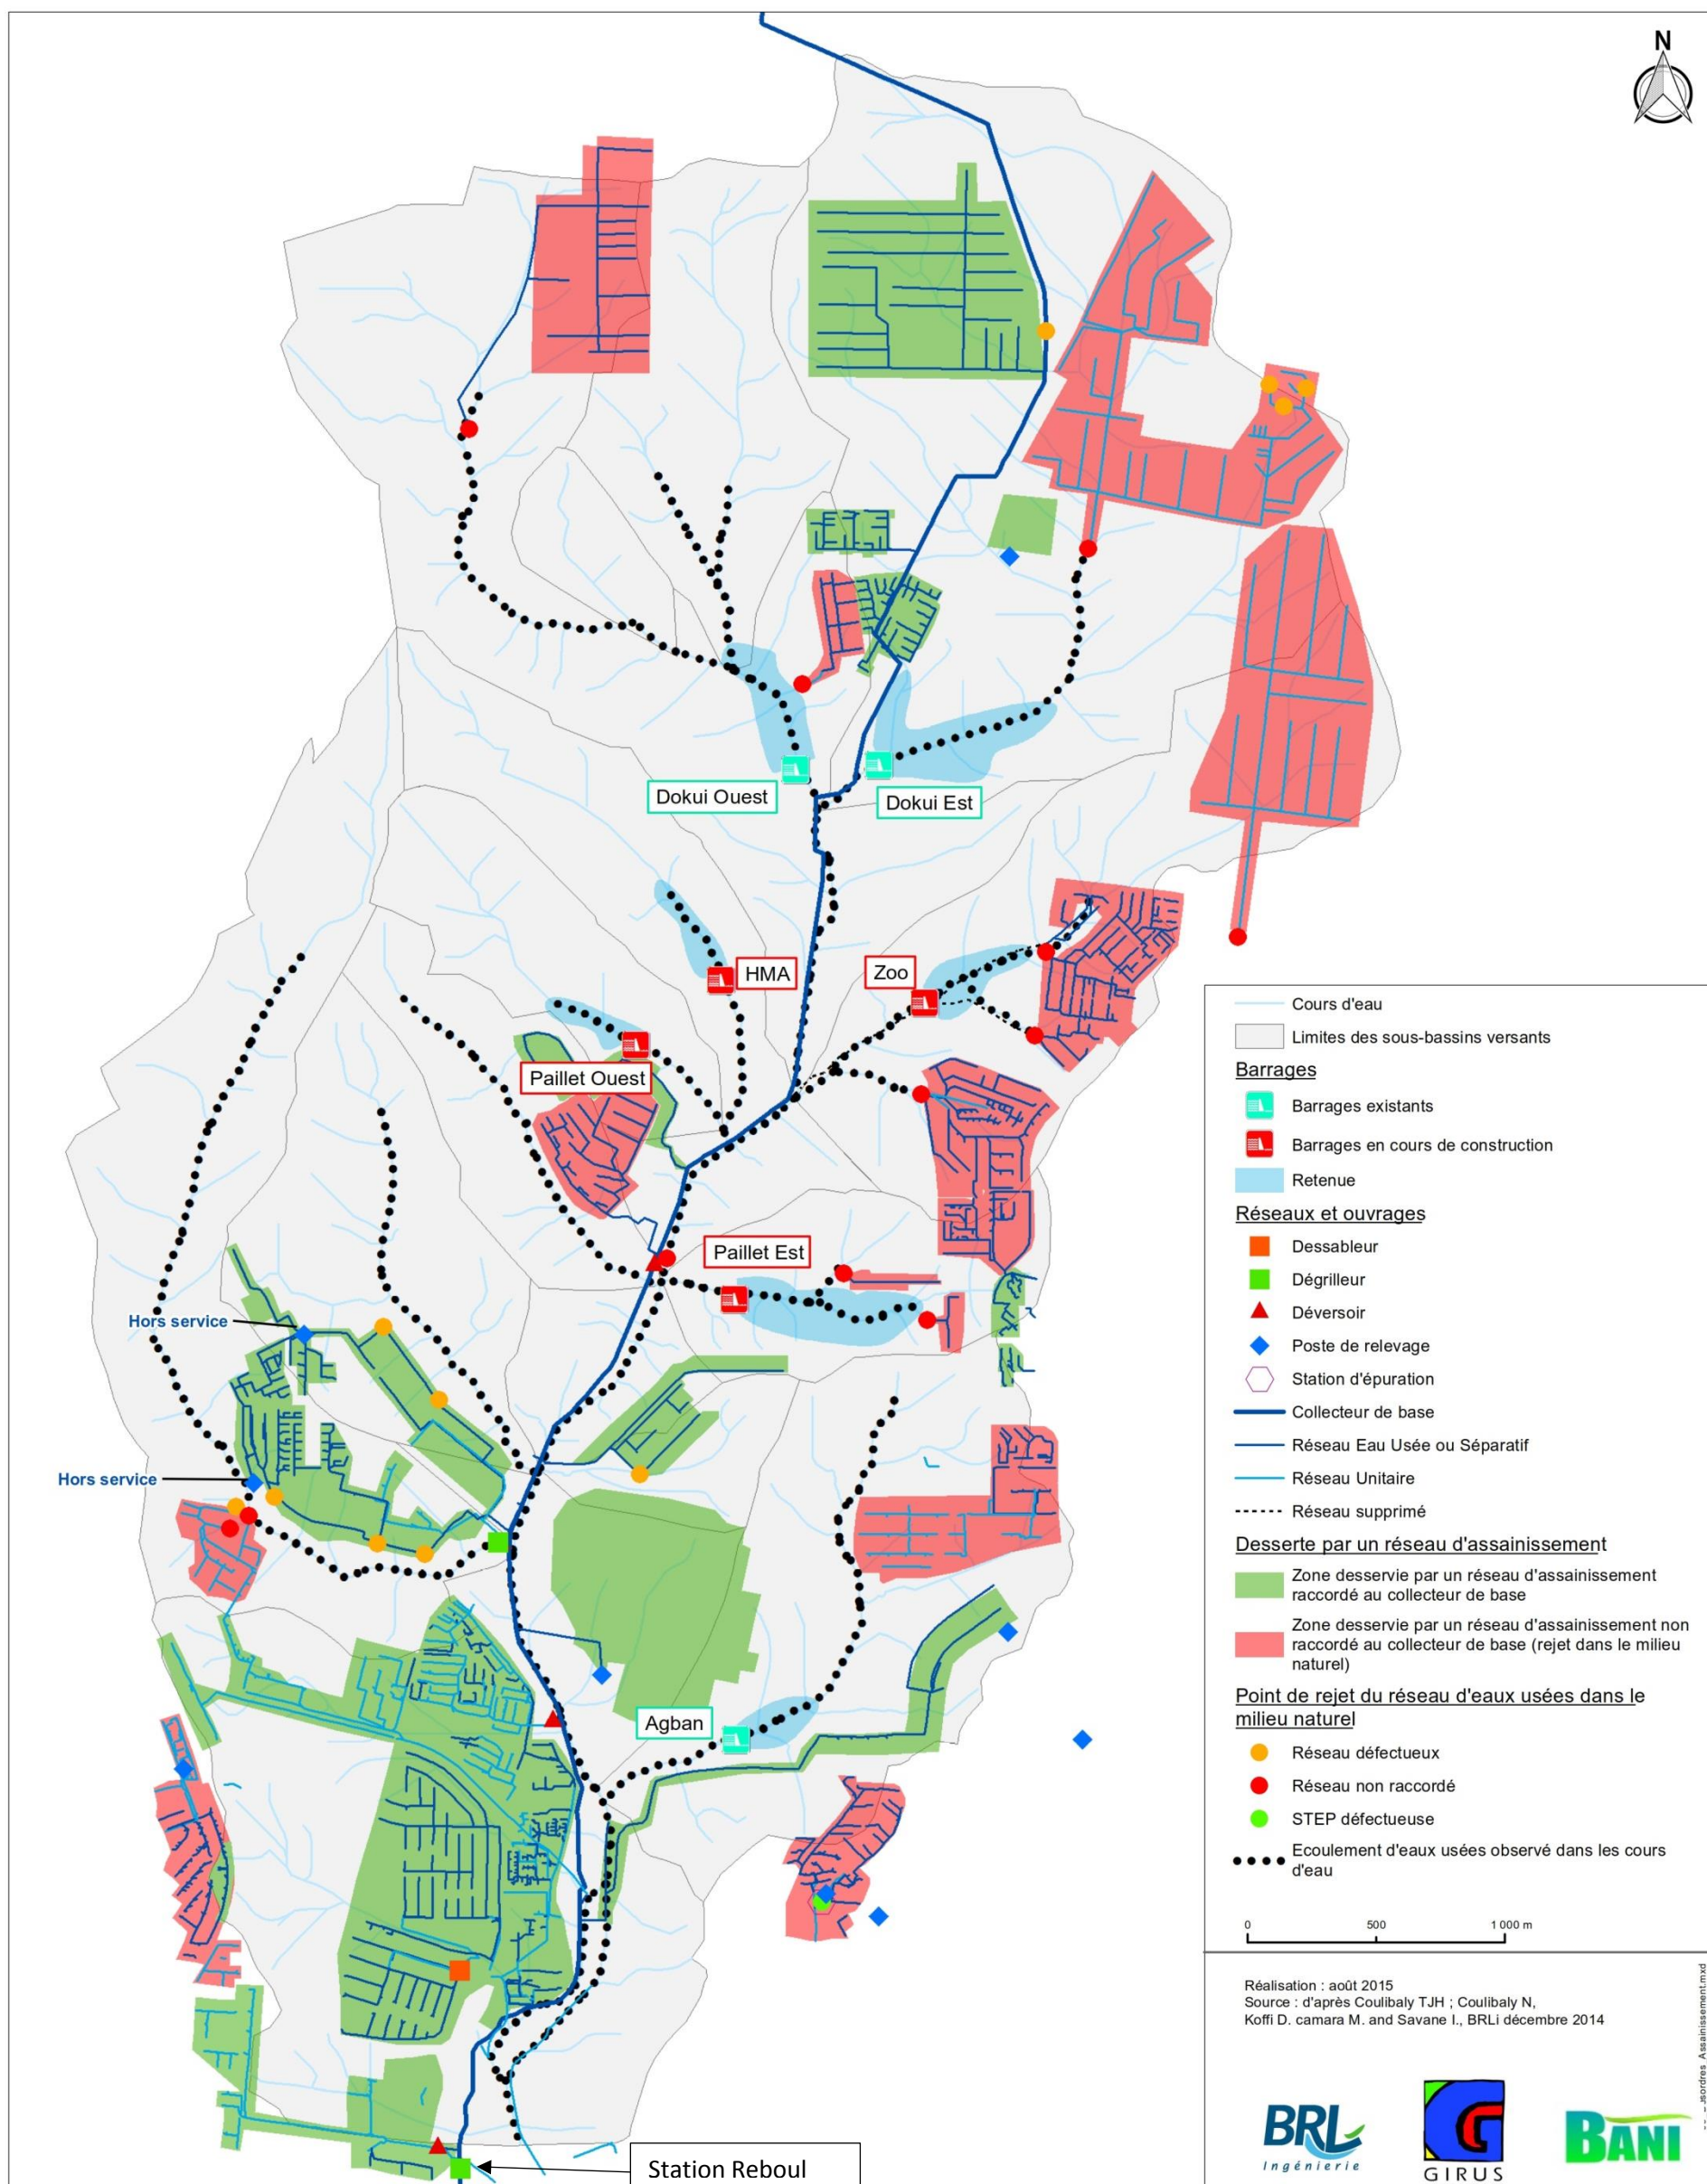 N
Dokui Ouest
Dokui Est
HMA
Zoo
Paillet Ouest
Paillet Est
Hors service
Hors service
Agban
Station Reboul
Cours d'eau
Limites des sous-bassins versants
Barrages
Barrages existants
Barrages en cours de construction
Retenue
Réseaux et ouvrages
Dessableur
Dégrilleur
Déversoir
Poste de relevage
Station d'épuration
Collecteur de base
Réseau Eau Usée ou Séparatif
Réseau Unitaire
Réseau supprimé
Desserte par un réseau d'assainissement
Zone desservie par un réseau d'assainissement
raccordé au collecteur de base
Zone desservie par un réseau d'assainissement non
raccordé au collecteur de base (rejet dans le milieu
naturel)
Point de rejet du réseau d'eaux usées dans le
milieu naturel
Réseau défectueux
Réseau non raccordé
STEP défectueuse
Ecoulement d'eaux usées observé dans les cours
d'eau
0 500 1 000 m
Réalisation : août 2015
Source : d'après Coulibaly TJH ; Coulibaly N,
Koffi D. camara M. and Savane I., BRLi décembre 2014
BRL
Ingénierie
G
GIRUS
BANI
Assainissement.mxd